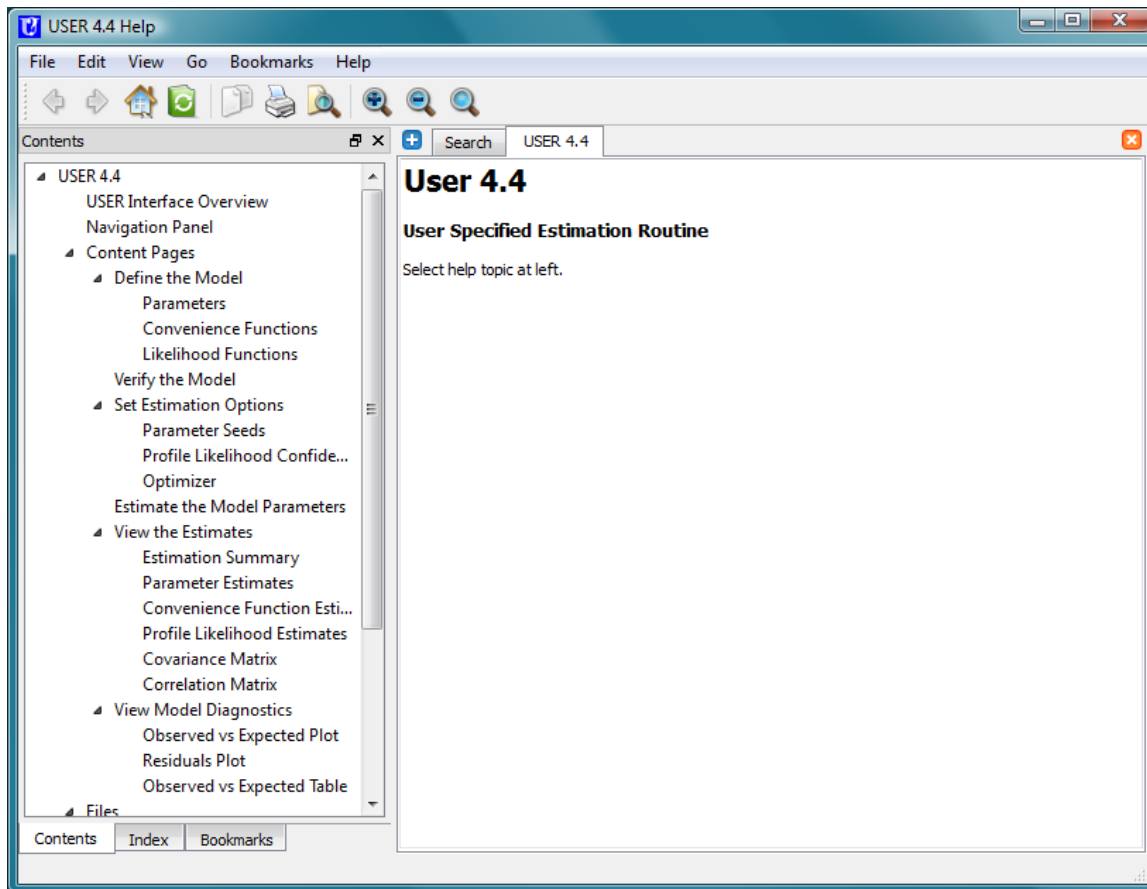 USER 4.4 Help
File Edit View Go Bookmarks Help
Contents
Search USER 4.4
USER 4.4
USER Interface Overview
Navigation Panel
Content Pages
Define the Model
Parameters
Convenience Functions
Likelihood Functions
Verify the Model
Set Estimation Options
Parameter Seeds
Profile Likelihood Confide...
Optimizer
Estimate the Model Parameters
View the Estimates
Estimation Summary
Parameter Estimates
Convenience Function Esti...
Profile Likelihood Estimates
Covariance Matrix
Correlation Matrix
View Model Diagnostics
Observed vs Expected Plot
Residuals Plot
Observed vs Expected Table
Files
Contents Index Bookmarks
User 4.4
User Specified Estimation Routine
Select help topic at left.